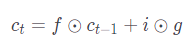 c_t = f ⊙ c_{t−1} + i ⊙ g